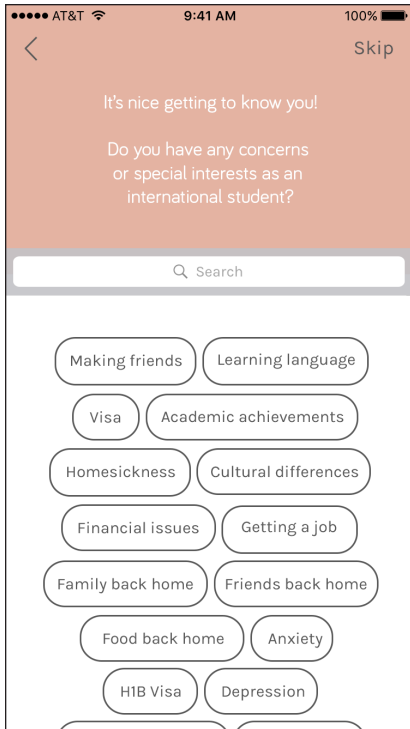 AT&T 9:41 AM 100%
Skip
It's nice getting to know you!
Do you have any concerns
or special interests as an
international student?
Search
Making friends Learning language
Visa Academic achievements
Homesickness Cultural differences
Financial issues Getting a job
Family back home Friends back home
Food back home Anxiety
H1B Visa Depression